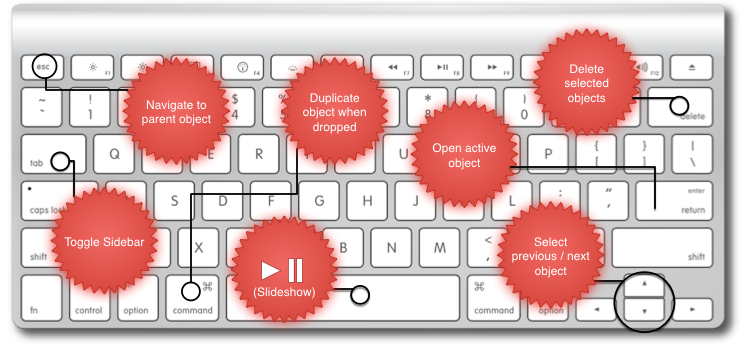 esc
F1
F4
F7
F8
F9
F12
Navigate to
parent object
Duplicate
object when
dropped
Delete
selected
objects
Open active
object
~
`
!
1
$
4
*
8
(
)
0
delete
tab
Q
E
R
U
P
{
[
}
]
|
\
caps lock
S
D
F
G
H
J
L
:
;
"
,
enter
return
Toggle Sidebar
(Slideshow)
Select
previous / next
object
shift
X
B
N
M
<
,
shift
fn
control
option
⌘
command
⌘
command
option